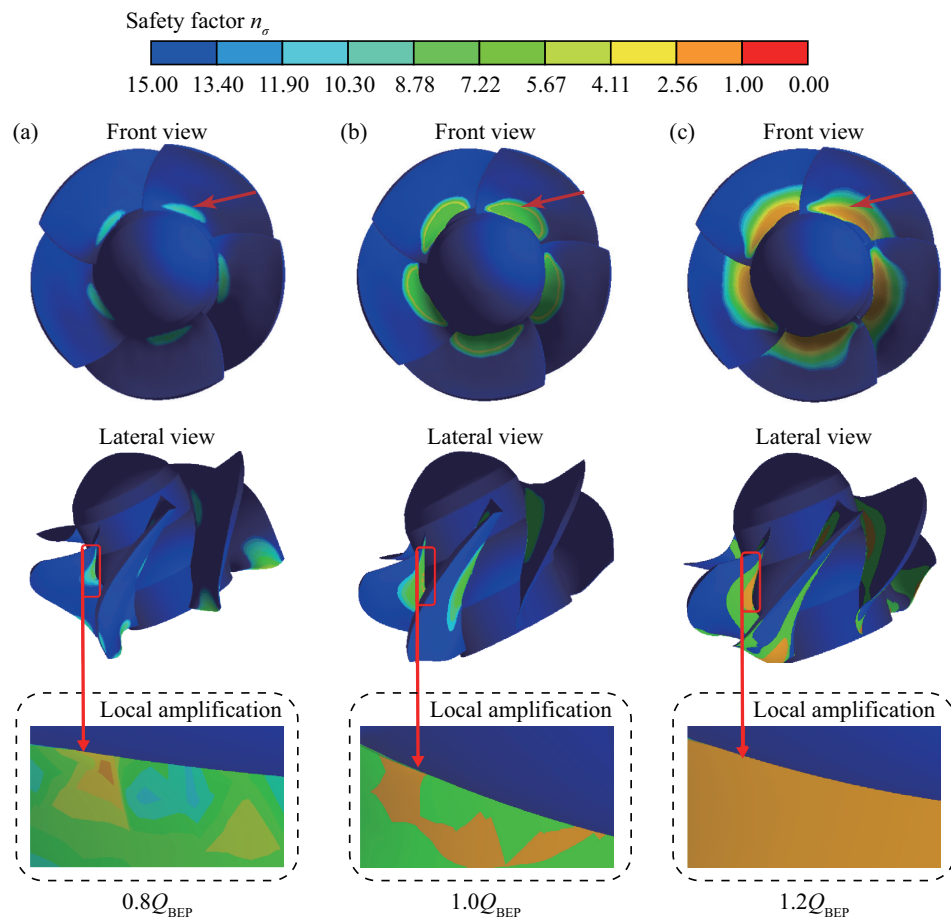 Safety factor nσ
15.00 13.40 11.90 10.30 8.78 7.22 5.67 4.11 2.56 1.00 0.00
(a) Front view (b) Front view (c) Front view
Lateral view Lateral view Lateral view
Local amplification Local amplification Local amplification
0.8QBEP 1.0QBEP 1.2QBEP